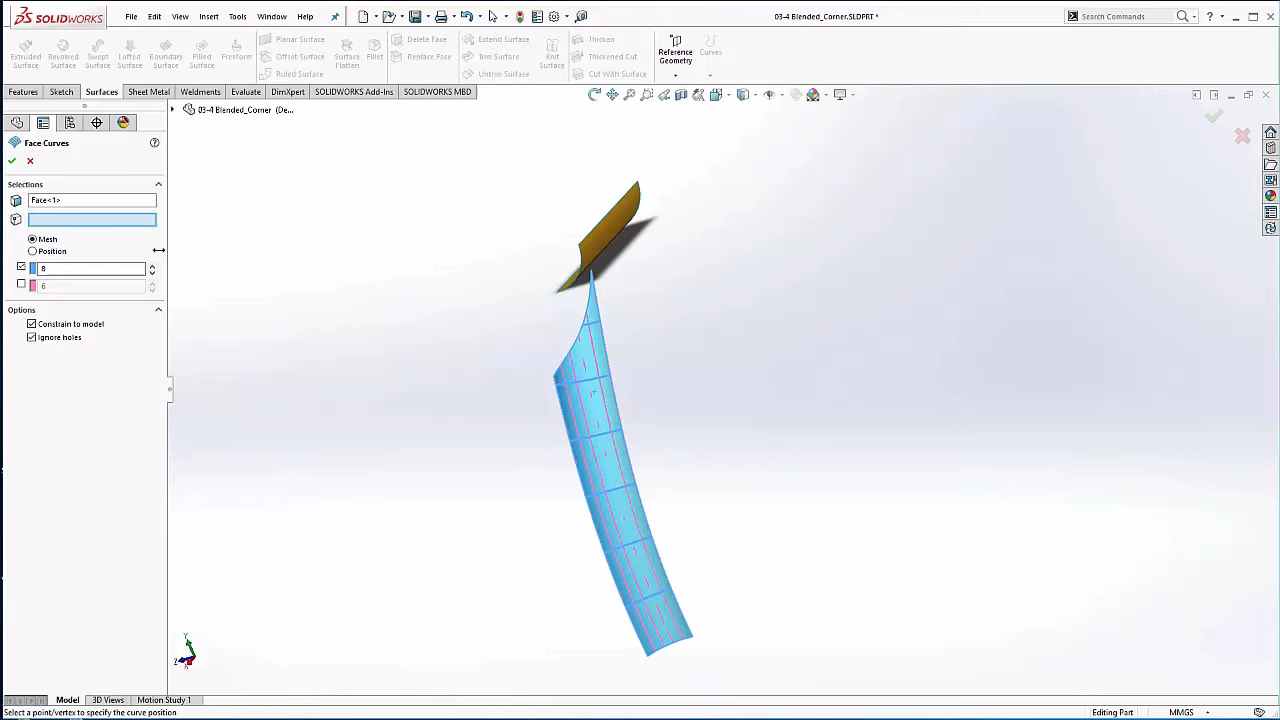 SOLIDWORKS File Edit View Insert Tools Window Help 03-4 Blended_Corner.SLDPRT * Search Commands ?
Extruded Surface Revolved Surface Swept Surface Lofted Surface Boundary Surface Filled Surface Freeform Planar Surface Offset Surface Ruled Surface Surface Flatten Fillet Delete Face Replace Face Extend Surface Trim Surface Untrim Surface Knit Surface Thicken Thickened Cut Cut With Surface Reference Geometry Curves
Features Sketch Surfaces Sheet Metal Weldments Evaluate DimXpert SOLIDWORKS Add-Ins SOLIDWORKS MBD
03-4 Blended_Corner (De...
Face Curves ?
Selections
Face<1>
Mesh
Position
8
6
Options
Constrain to model
Ignore holes
Y
Z
Model 3D Views Motion Study 1
Select a point/vertex to specify the curve position Editing Part MMGS